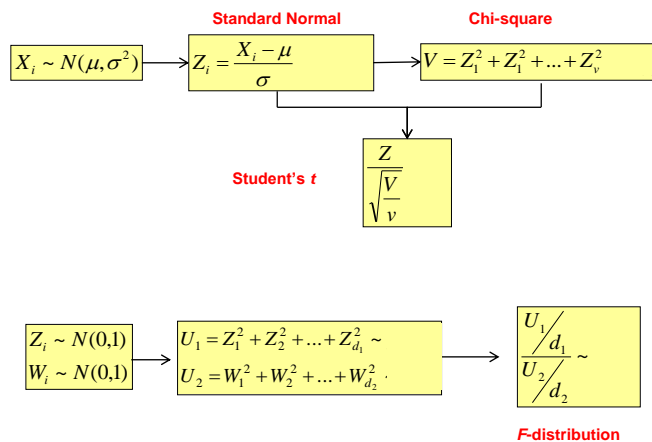 Standard Normal
Chi-square
X_i ~ N(μ, σ²)
Z_i = (X_i − μ) / σ
V = Z_1² + Z_1² + ... + Z_v²
Student's t
Z / √(V / v)
Z_i ~ N(0,1)
W_i ~ N(0,1)
U_1 = Z_1² + Z_2² + ... + Z_{d_1}² ~
U_2 = W_1² + W_2² + ... + W_{d_2}² .
(U_1 / d_1) / (U_2 / d_2) ~
F-distribution